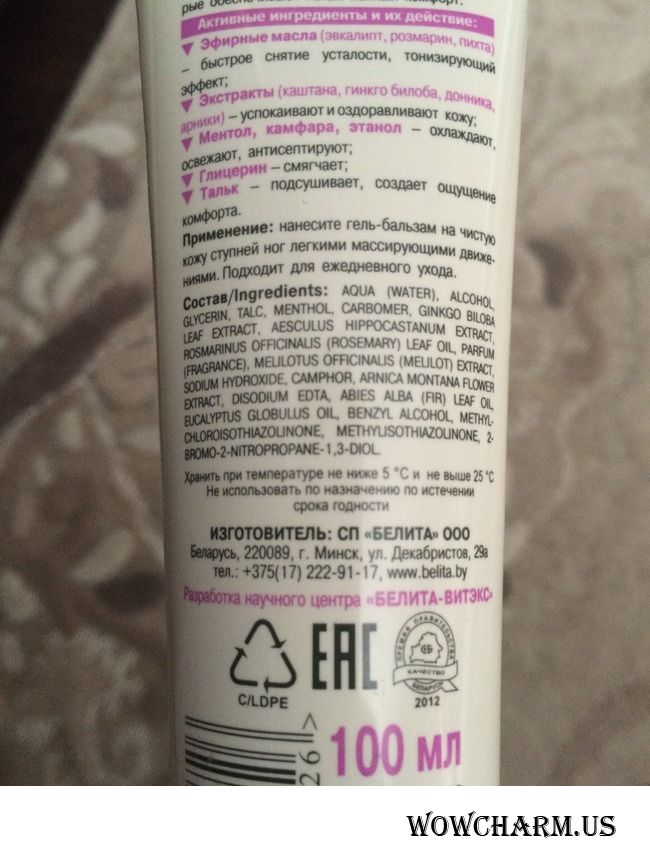 рые обеспечивают
Активные ингредиенты и их действие:
▼ Эфирные масла (эвкалипт, розмарин, пихта)
– быстрое снятие усталости, тонизирующий
эффект;
▼ Экстракты (каштана, гинкго билоба, донника,
арники) – успокаивают и оздоравливают кожу;
▼ Ментол, камфара, этанол – охлаждают,
освежают, антисептируют;
▼ Глицерин – смягчает;
▼ Тальк – подсушивает, создает ощущение
комфорта.
Применение: нанесите гель-бальзам на чистую
кожу ступней ног легкими массирующими движе-
ниями. Подходит для ежедневного ухода.
Состав/Ingredients: AQUA (WATER), ALCOHOL,
GLYCERIN, TALC, MENTHOL, CARBOMER, GINKGO BILOBA
LEAF EXTRACT, AESCULUS HIPPOCASTANUM EXTRACT,
ROSMARINUS OFFICINALIS (ROSEMARY) LEAF OIL, PARFUM
(FRAGRANCE), MELILOTUS OFFICINALIS (MELILOT) EXTRACT,
SODIUM HYDROXIDE, CAMPHOR, ARNICA MONTANA FLOWER
EXTRACT, DISODIUM EDTA, ABIES ALBA (FIR) LEAF OIL,
EUCALYPTUS GLOBULUS OIL, BENZYL ALCOHOL, METHYL-
CHLOROISOTHIAZOLINONE, METHYLISOTHIAZOLINONE, 2-
BROMO-2-NITROPROPANE-1,3-DIOL.
Хранить при температуре не ниже 5 °C и не выше 25 °C
Не использовать по назначению по истечении
срока годности
ИЗГОТОВИТЕЛЬ: СП «БЕЛИТА» ООО
Беларусь, 220089, г. Минск, ул. Декабристов, 29а
тел.: +375(17) 222-91-17, www.belita.by
Разработка научного центра «БЕЛИТА-ВИТЭКС»
ЕАС
ПРЕМИЯ ПРАВИТЕЛЬСТВА
КАЧЕСТВО
БЕЛАРУСИ
C/LDPE
2012
26 >
100 мл
WOWCHARM.US